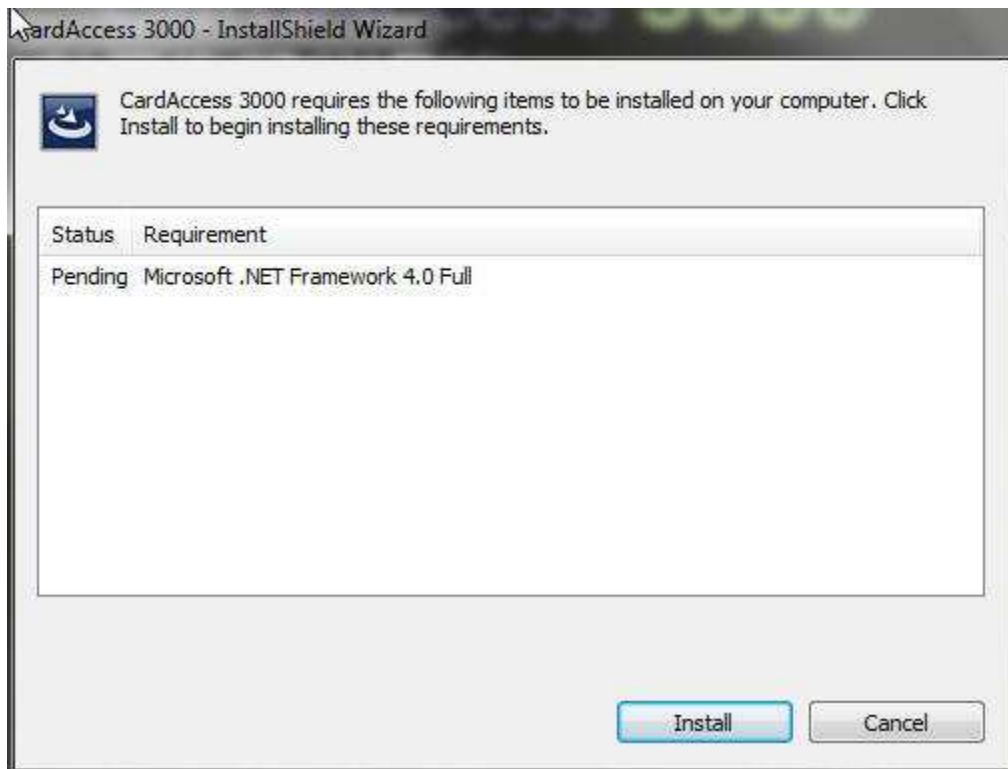 CardAccess 3000 - InstallShield Wizard
CardAccess 3000 requires the following items to be installed on your computer. Click
Install to begin installing these requirements.
Status Requirement
Pending Microsoft .NET Framework 4.0 Full
Install Cancel